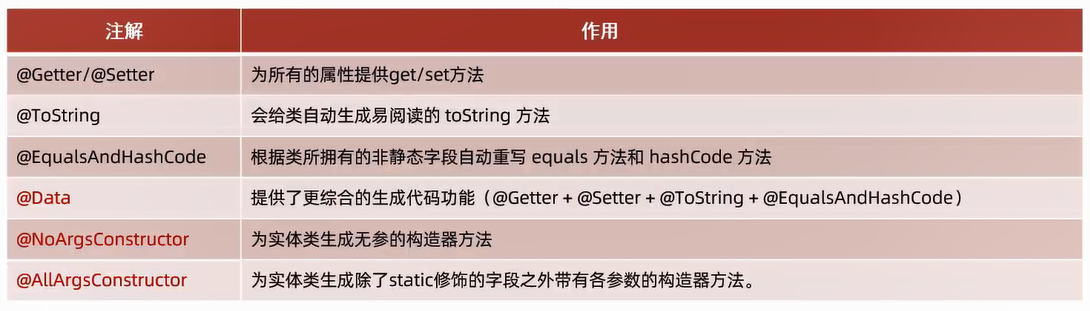 注解 作用
@Getter/@Setter 为所有的属性提供get/set方法
@ToString 会给类自动生成易阅读的 toString 方法
@EqualsAndHashCode 根据类所拥有的非静态字段自动重写 equals 方法和 hashCode 方法
@Data 提供了更综合的生成代码功能（@Getter + @Setter + @ToString + @EqualsAndHashCode）
@NoArgsConstructor 为实体类生成无参的构造器方法
@AllArgsConstructor 为实体类生成除了static修饰的字段之外带有各参数的构造器方法。